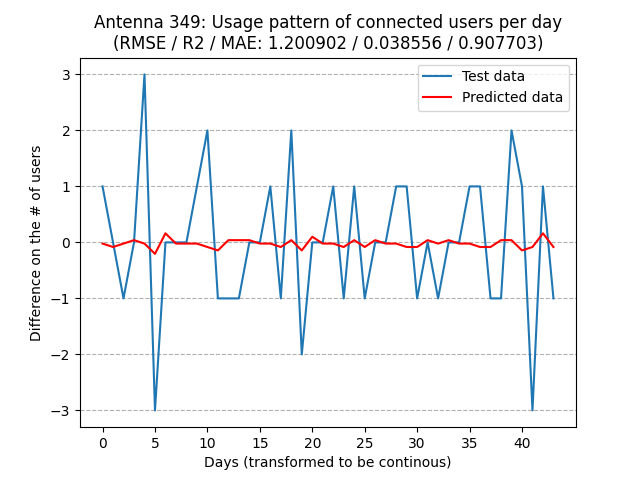 Antenna 349: Usage pattern of connected users per day
(RMSE / R2 / MAE: 1.200902 / 0.038556 / 0.907703)
Test data
Predicted data
Difference on the # of users
3
2
1
0
−1
−2
−3
0 5 10 15 20 25 30 35 40
Days (transformed to be continous)